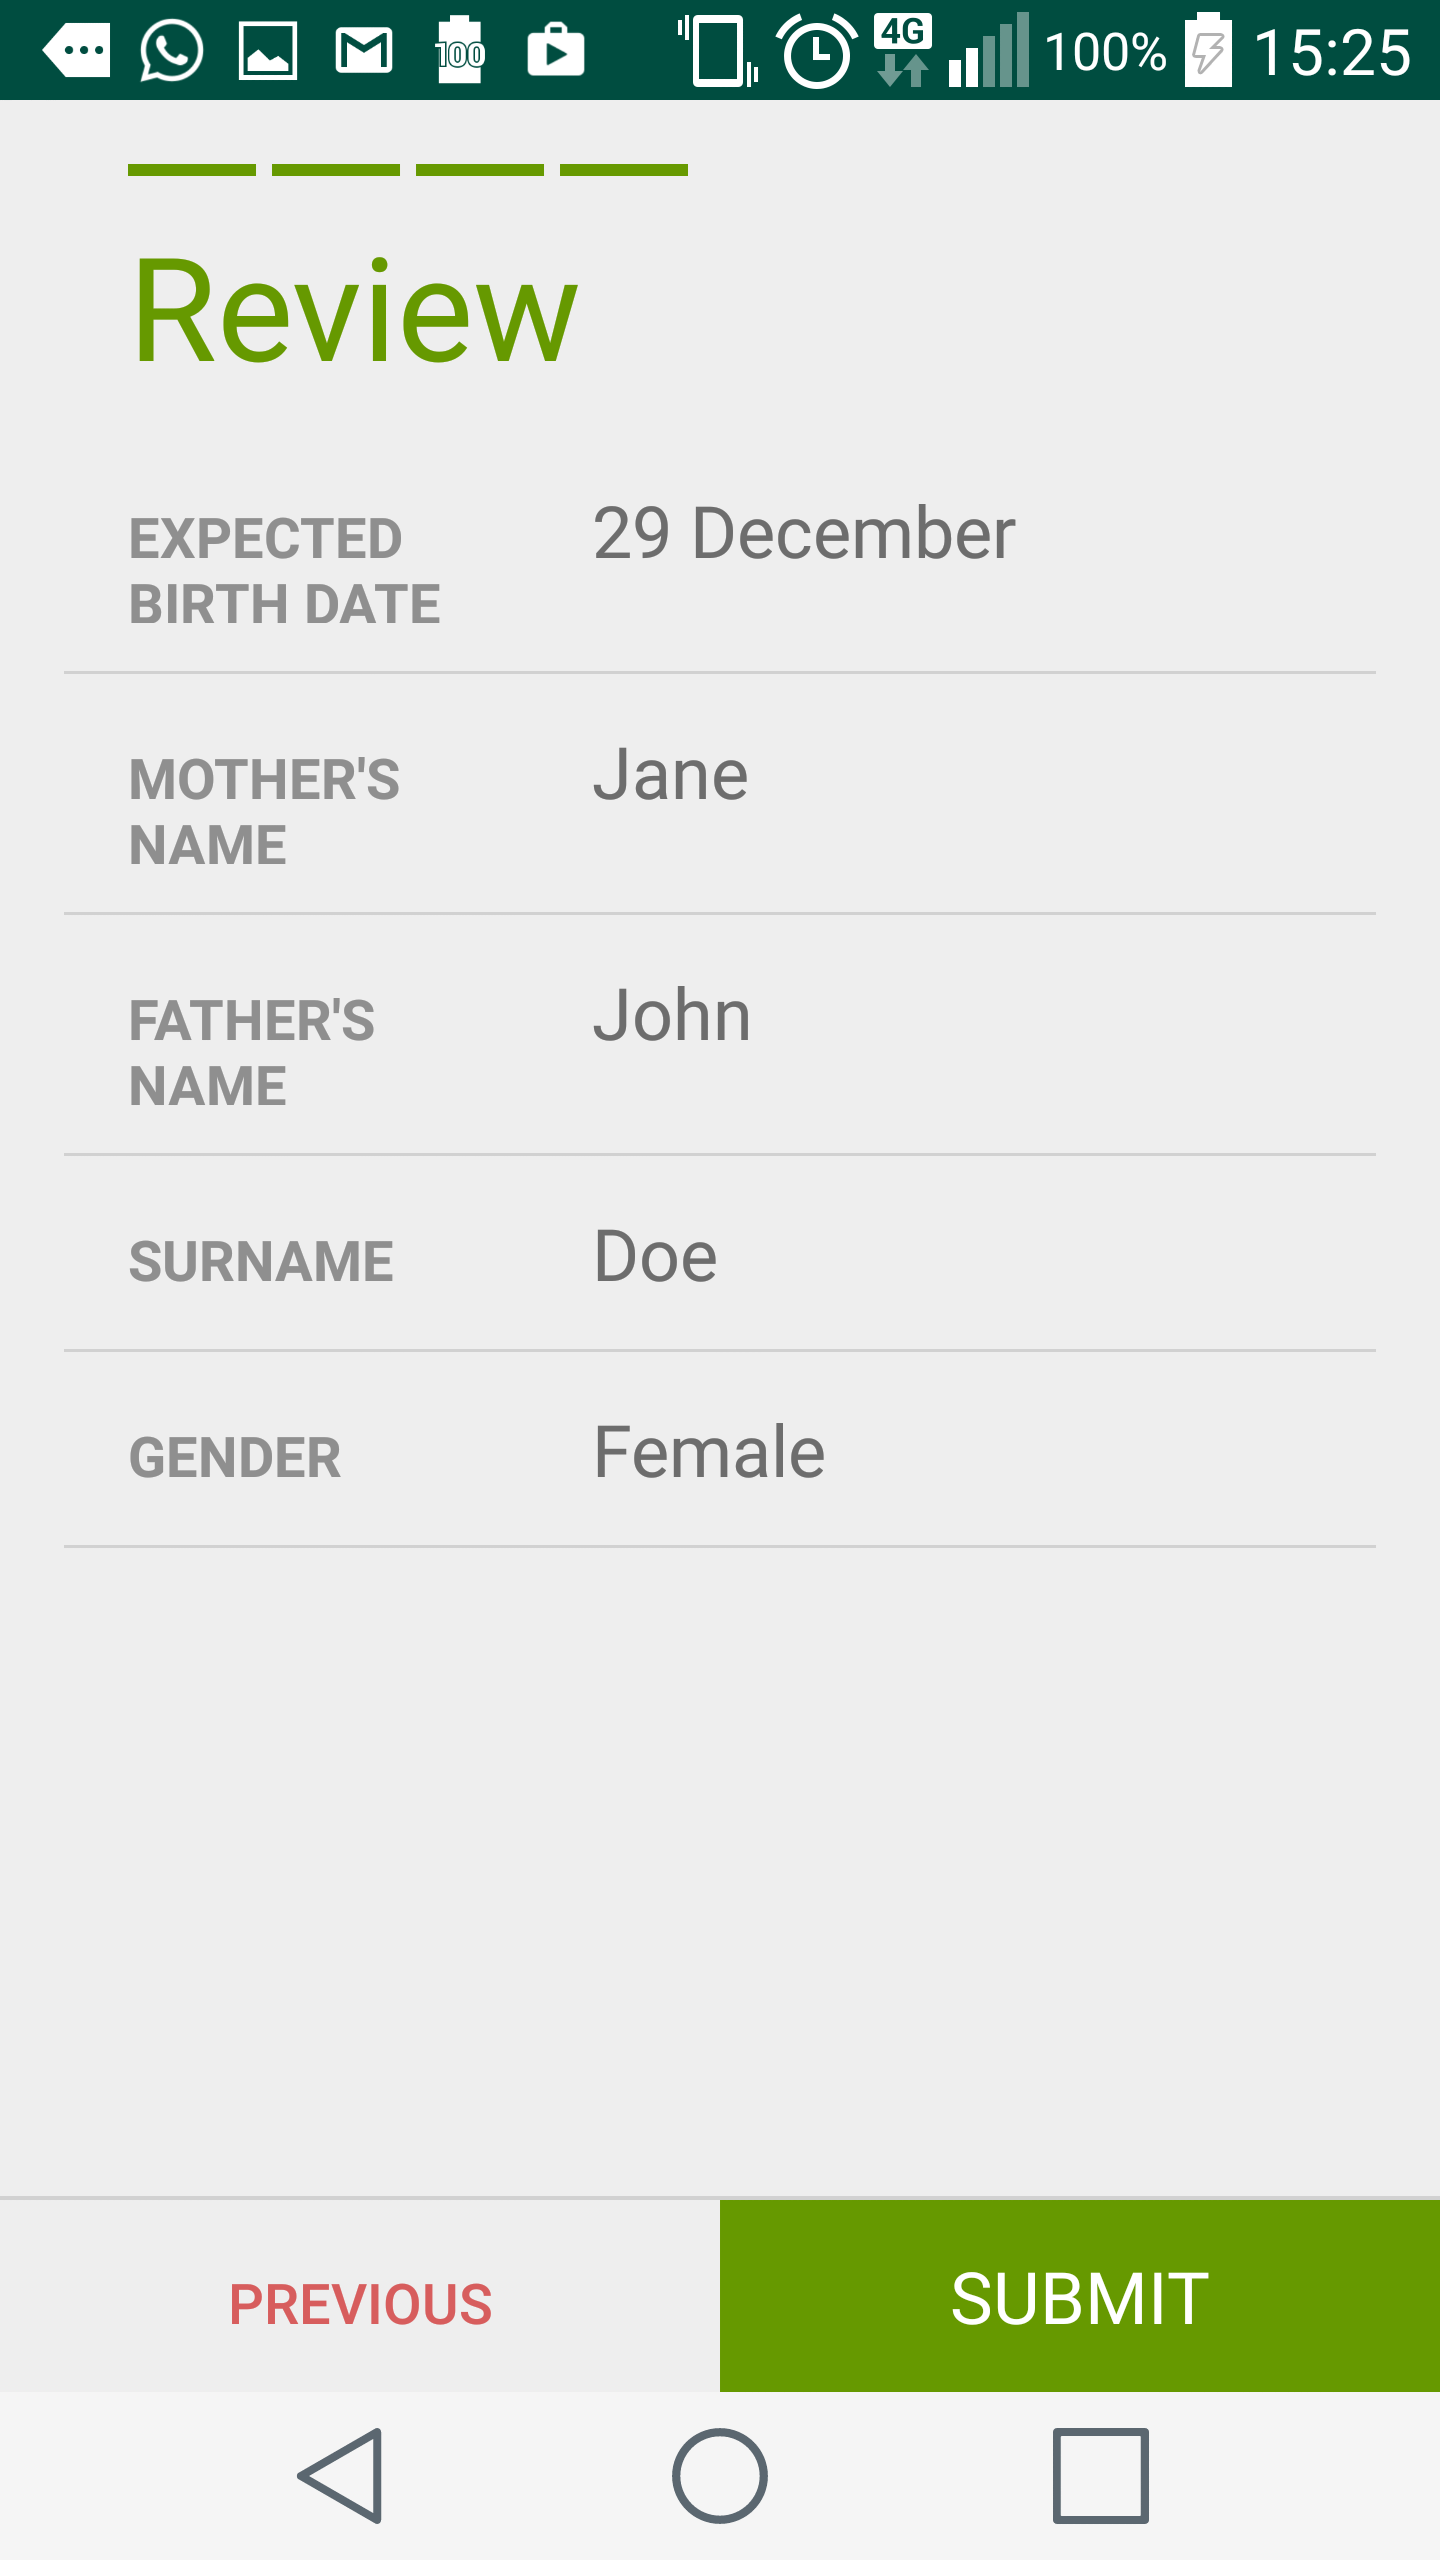 100 4G 100% 15:25
Review
EXPECTED BIRTH DATE 29 December
MOTHER'S NAME Jane
FATHER'S NAME John
SURNAME Doe
GENDER Female
PREVIOUS SUBMIT